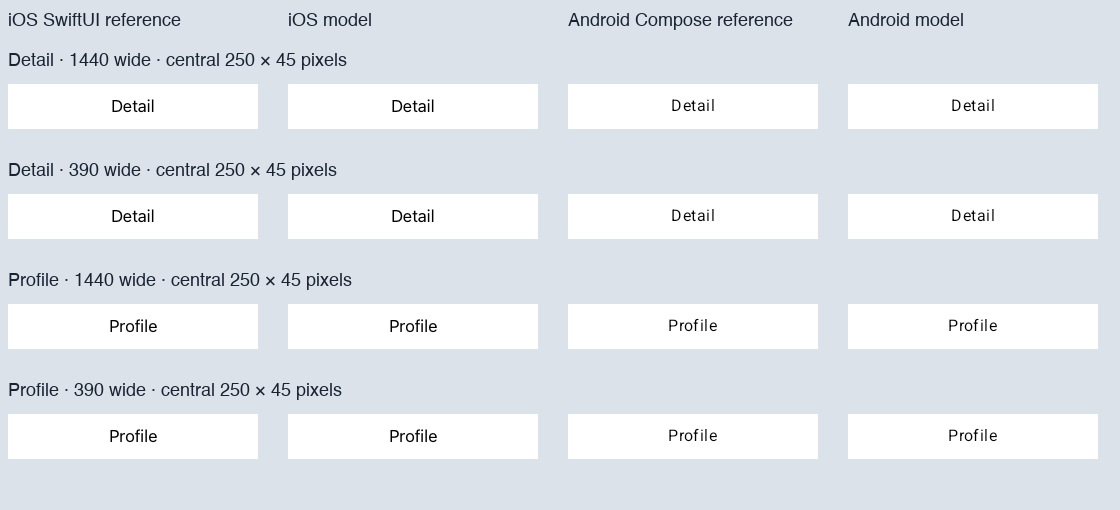 iOS SwiftUI reference iOS model Android Compose reference Android model
Detail · 1440 wide · central 250 × 45 pixels
Detail Detail Detail Detail
Detail · 390 wide · central 250 × 45 pixels
Detail Detail Detail Detail
Profile · 1440 wide · central 250 × 45 pixels
Profile Profile Profile Profile
Profile · 390 wide · central 250 × 45 pixels
Profile Profile Profile Profile